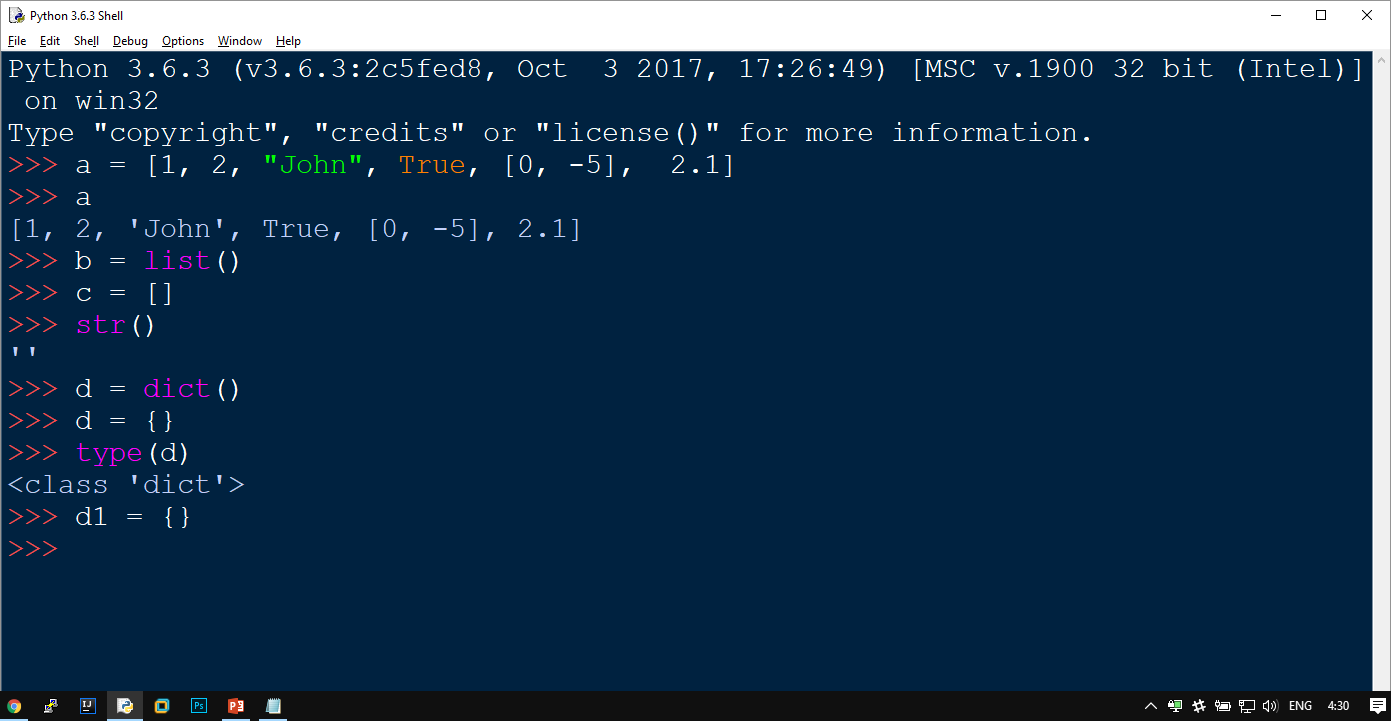 Python 3.6.3 Shell
File Edit Shell Debug Options Window Help
Python 3.6.3 (v3.6.3:2c5fed8, Oct  3 2017, 17:26:49) [MSC v.1900 32 bit (Intel)]
 on win32
Type "copyright", "credits" or "license()" for more information.
>>> a = [1, 2, "John", True, [0, -5],  2.1]
>>> a
[1, 2, 'John', True, [0, -5], 2.1]
>>> b = list()
>>> c = []
>>> str()
''
>>> d = dict()
>>> d = {}
>>> type(d)
<class 'dict'>
>>> d1 = {}
>>>
IJ Ps P ENG 4:30